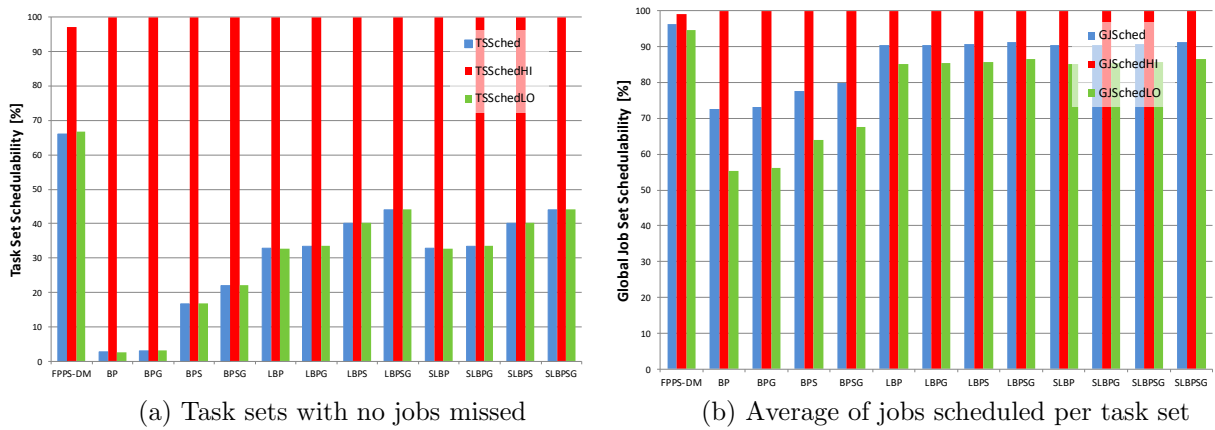 Task Set Schedulability [%]
100
90
80
70
60
50
40
30
20
10
0
TSSched
TSSchedHI
TSSchedLO
FPPS-DM BP BPG BPS BPSG LBP LBPG LBPS LBPSG SLBP SLBPG SLBPS SLBPSG
(a) Task sets with no jobs missed
Global Job Set Schedulability [%]
100
90
80
70
60
50
40
30
20
10
0
GJSched
GJSchedHI
GJSchedLO
FPPS-DM BP BPG BPS BPSG LBP LBPG LBPS LBPSG SLBP SLBPG SLBPS SLBPSG
(b) Average of jobs scheduled per task set